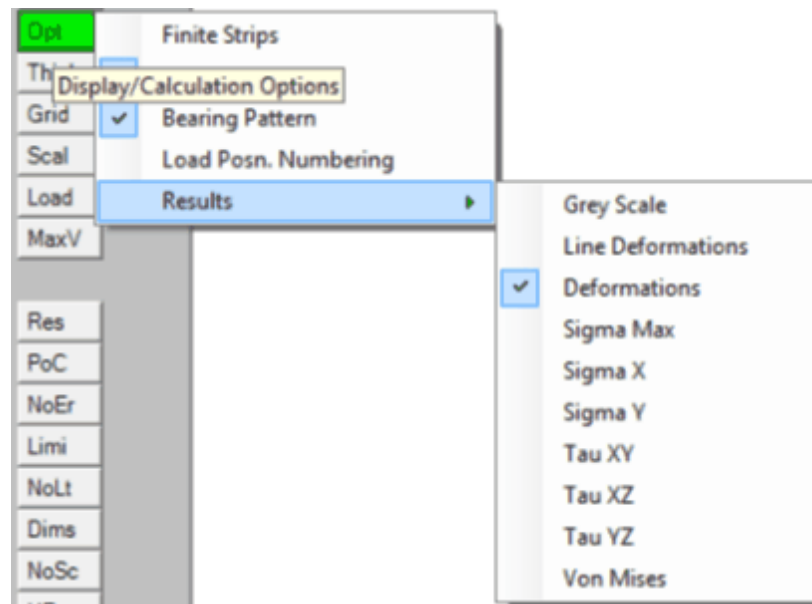 Opt
Finite Strips
Display/Calculation Options
Grid
Bearing Pattern
Scal
Load Posn. Numbering
Load
Results
Grey Scale
MaxV
Line Deformations
Deformations
Res
Sigma Max
PoC
Sigma X
NoEr
Sigma Y
Limi
Tau XY
NoLt
Tau XZ
Dims
Tau YZ
NoSc
Von Mises